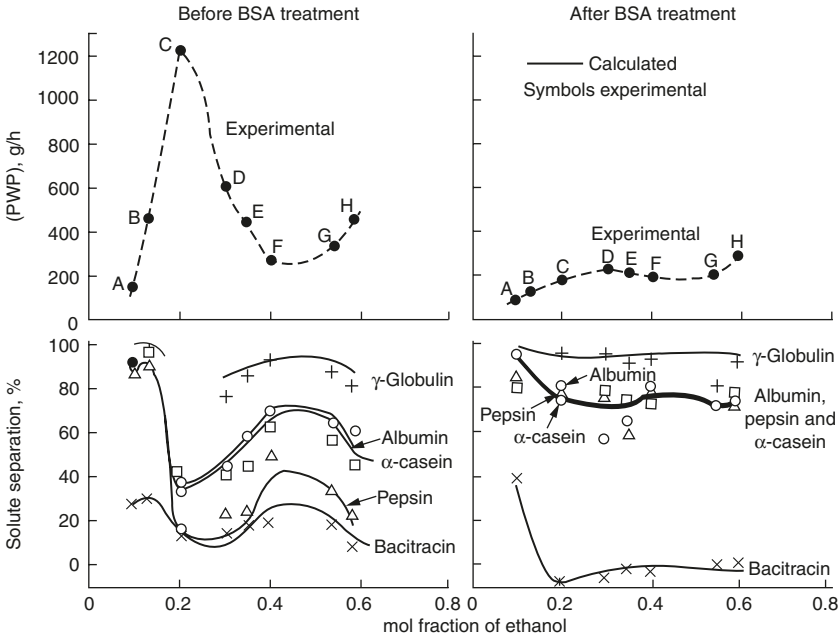 Before BSA treatment
After BSA treatment
(PWP), g/h
1200
1000
800
600
400
200
0
A
B
C
D
E
F
G
H
Experimental
Calculated
Symbols experimental
Experimental
A
B
C
D
E
F
G
H
0
Solute separation, %
100
80
60
40
20
0
γ-Globulin
Albumin
α-casein
Pepsin
Bacitracin
γ-Globulin
Albumin
Pepsin
α-casein
Albumin,
pepsin and
α-casein
Bacitracin
0
0.2
0.4
0.6
0.8
0
0.2
0.4
0.6
0.8
mol fraction of ethanol